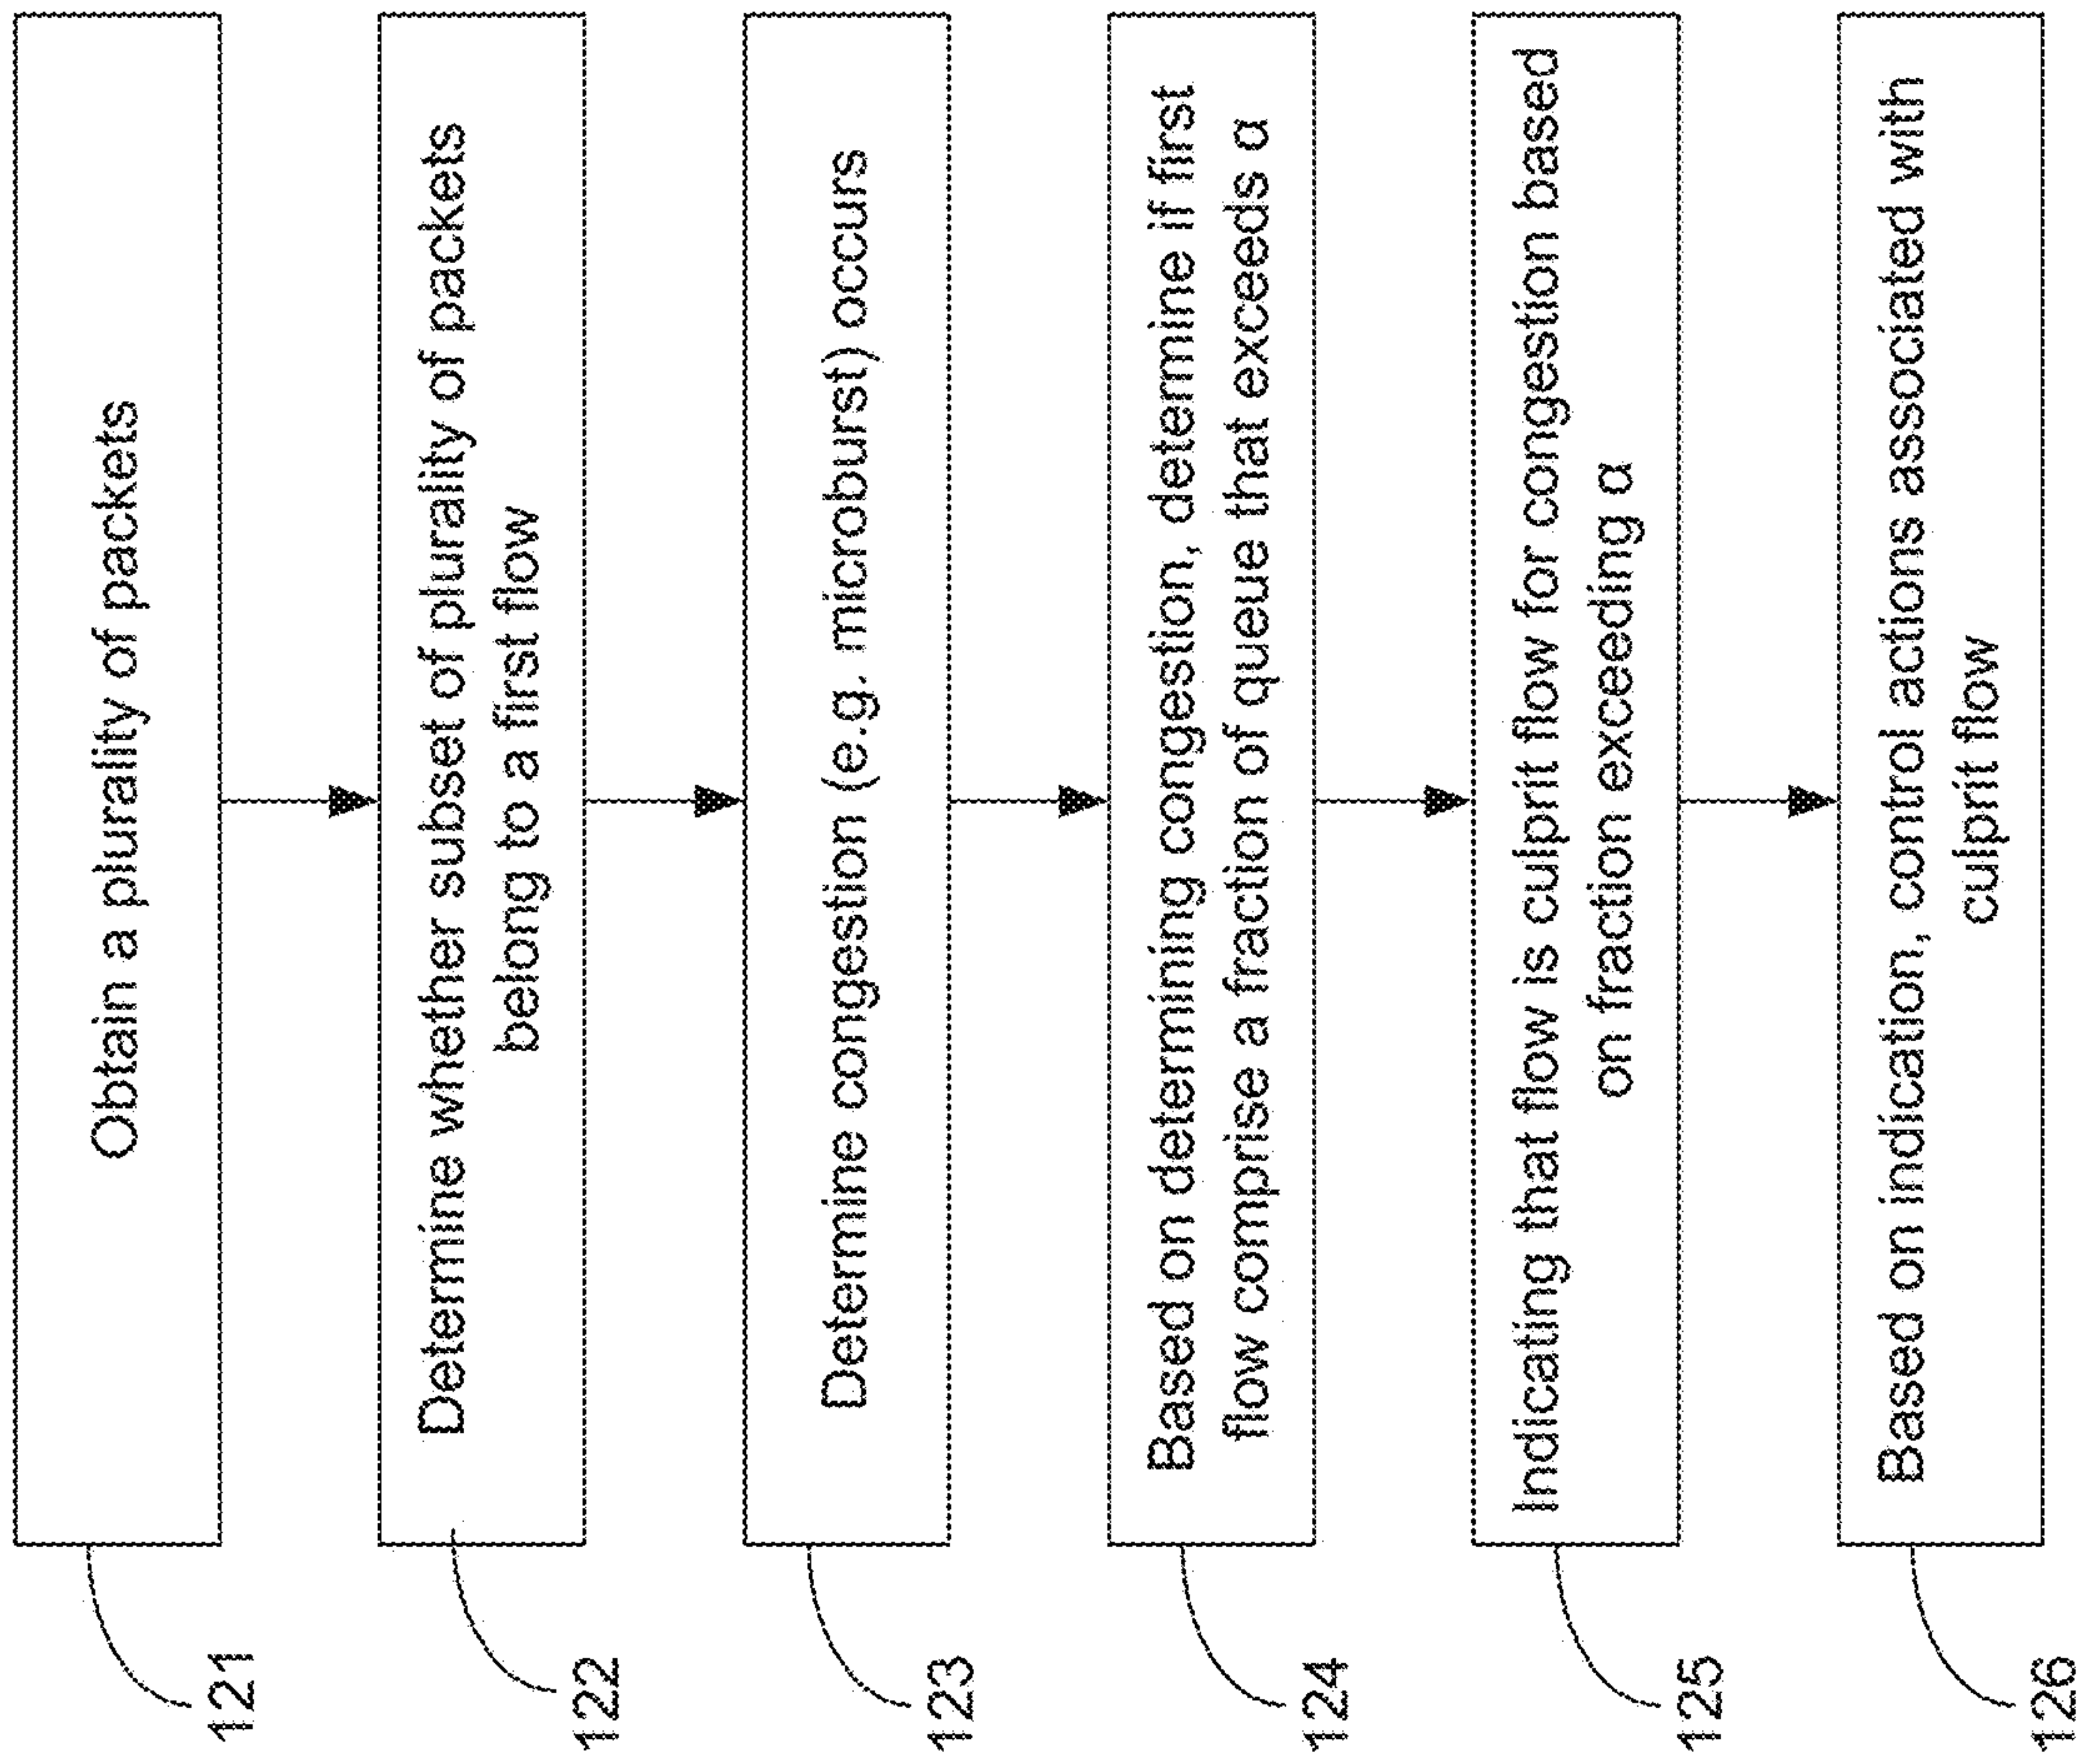 121
Obtain a plurality of packets
122
Determine whether subset of plurality of packets
belong to a first flow
123
Determine congestion (e.g. microburst) occurs
124
Based on determining congestion, determine if first
flow comprise a fraction of queue that exceeds α
125
Indicating that flow is culprit flow for congestion based
on fraction exceeding α
126
Based on indication, control actions associated with
culprit flow